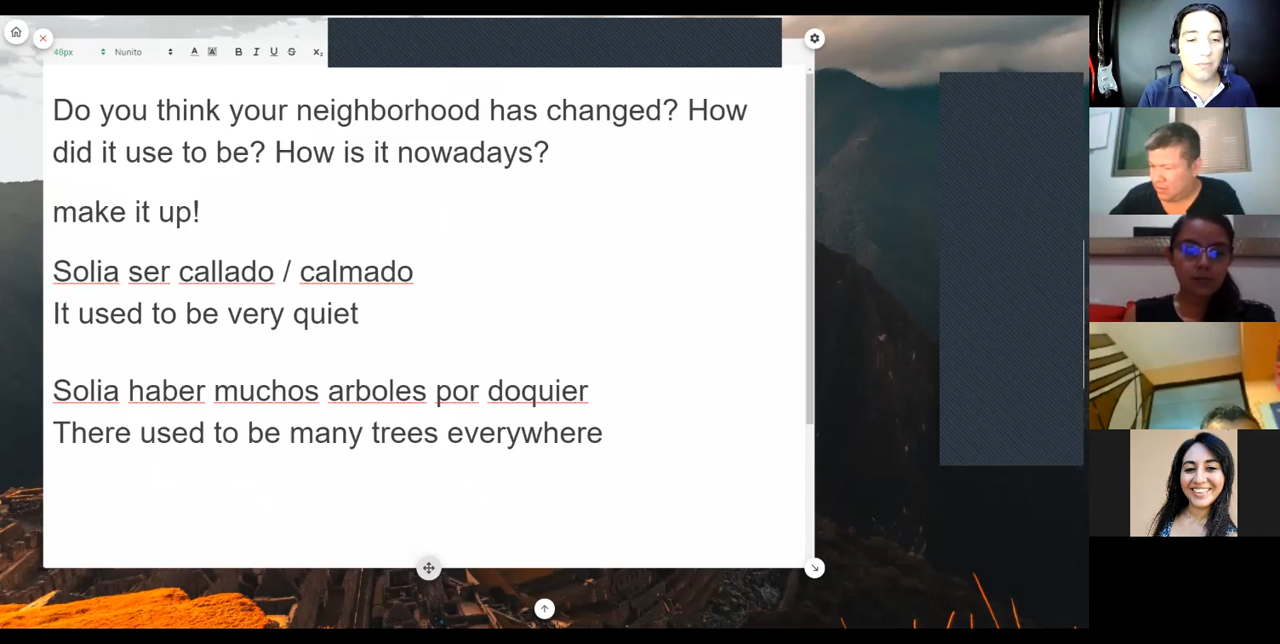 48px Nunito A A B I U S X₂
Do you think your neighborhood has changed? How
did it use to be? How is it nowadays?
make it up!
Solia ser callado / calmado
It used to be very quiet
Solia haber muchos arboles por doquier
There used to be many trees everywhere